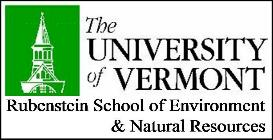 The
UNIVERSITY
of VERMONT
Rubenstein School of Environment
& Natural Resources